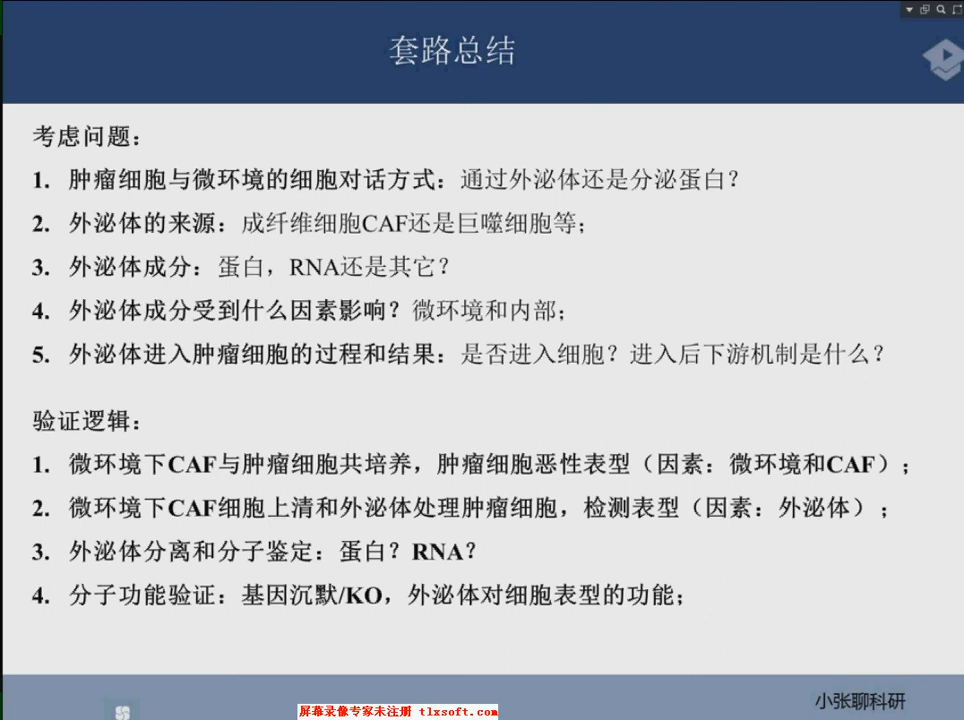 套路总结
考虑问题：
1. 肿瘤细胞与微环境的细胞对话方式：通过外泌体还是分泌蛋白？
2. 外泌体的来源：成纤维细胞CAF还是巨噬细胞等；
3. 外泌体成分：蛋白，RNA还是其它？
4. 外泌体成分受到什么因素影响？微环境和内部；
5. 外泌体进入肿瘤细胞的过程和结果：是否进入细胞？进入后下游机制是什么？
验证逻辑：
1. 微环境下CAF与肿瘤细胞共培养，肿瘤细胞恶性表型（因素：微环境和CAF）；
2. 微环境下CAF细胞上清和外泌体处理肿瘤细胞，检测表型（因素：外泌体）；
3. 外泌体分离和分子鉴定：蛋白？RNA？
4. 分子功能验证：基因沉默/KO，外泌体对细胞表型的功能；
小张聊科研
屏幕录像专家未注册 tlxsoft.com